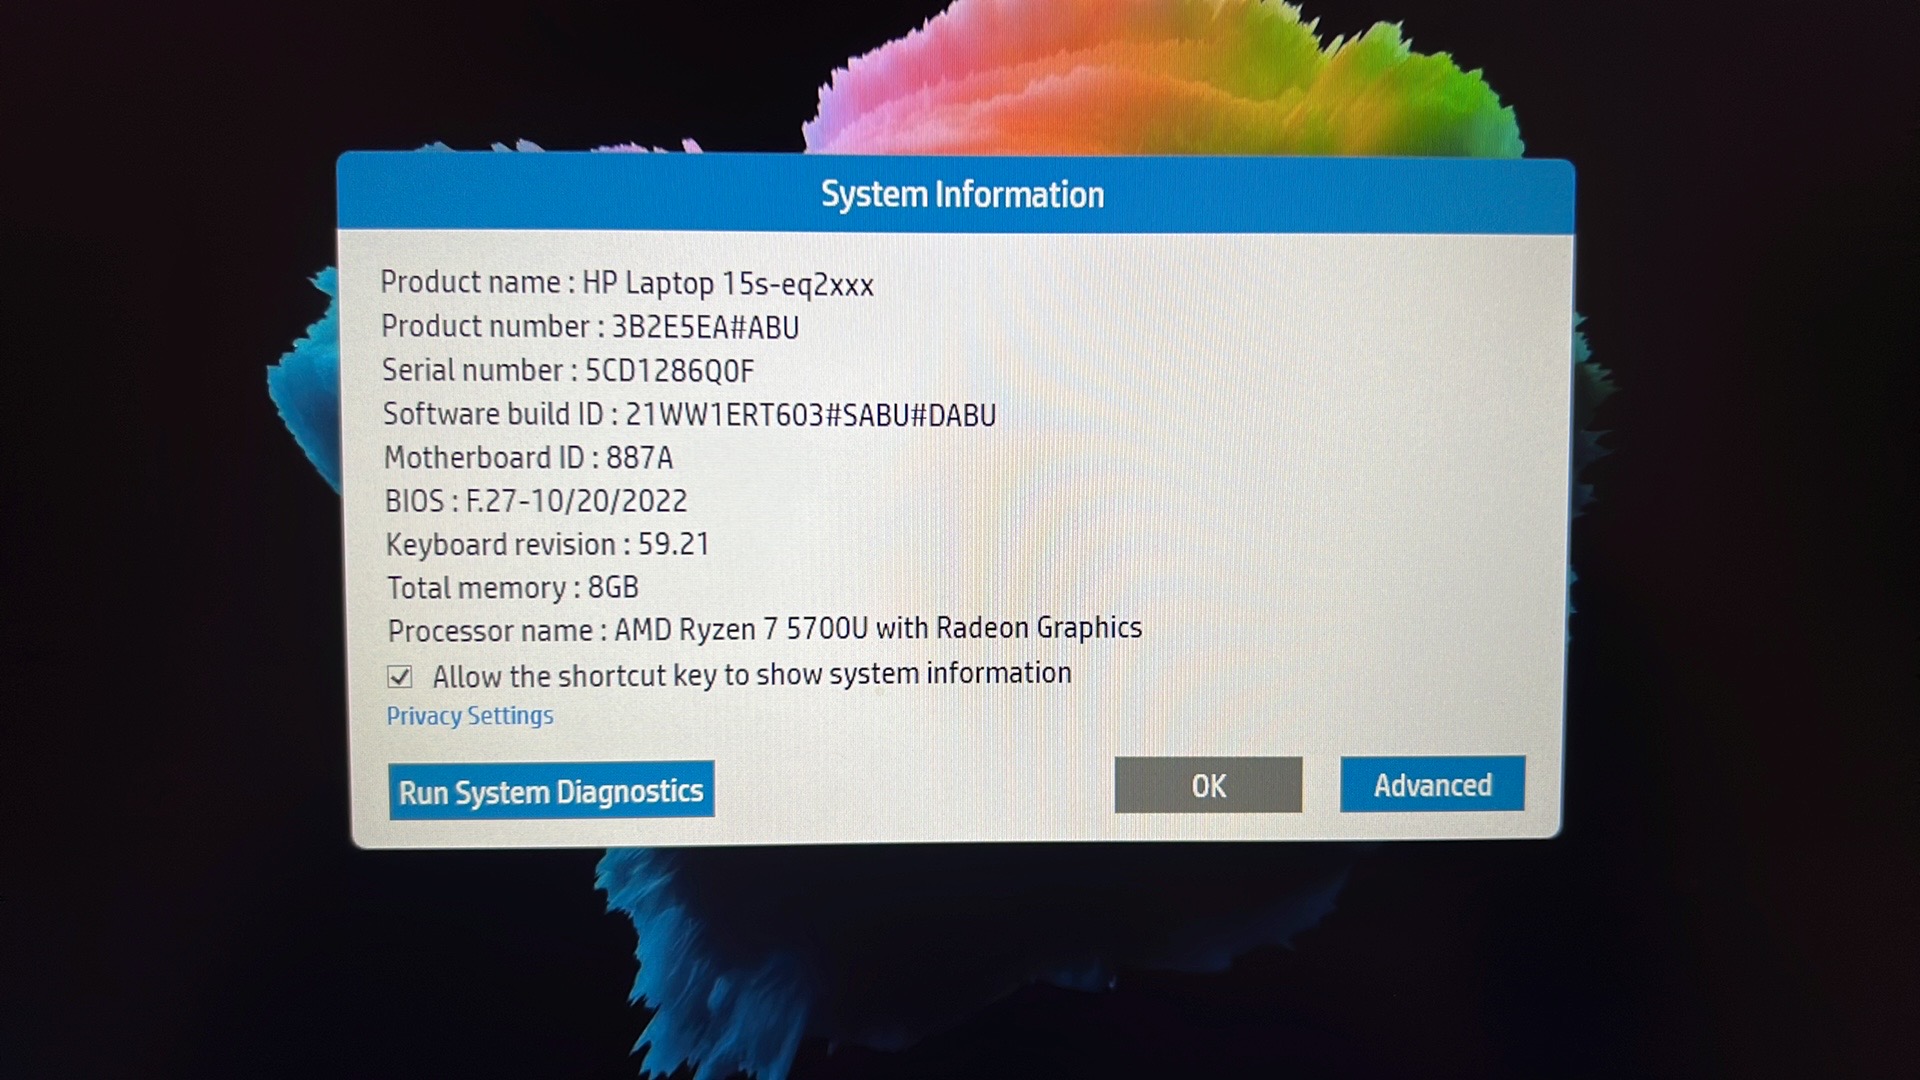 System Information
Product name : HP Laptop 15s-eq2xxx
Product number : 3B2E5EA#ABU
Serial number : 5CD1286Q0F
Software build ID : 21WW1ERT603#SABU#DABU
Motherboard ID : 887A
BIOS : F.27-10/20/2022
Keyboard revision : 59.21
Total memory : 8GB
Processor name : AMD Ryzen 7 5700U with Radeon Graphics
Allow the shortcut key to show system information
Privacy Settings
Run System Diagnostics
OK
Advanced